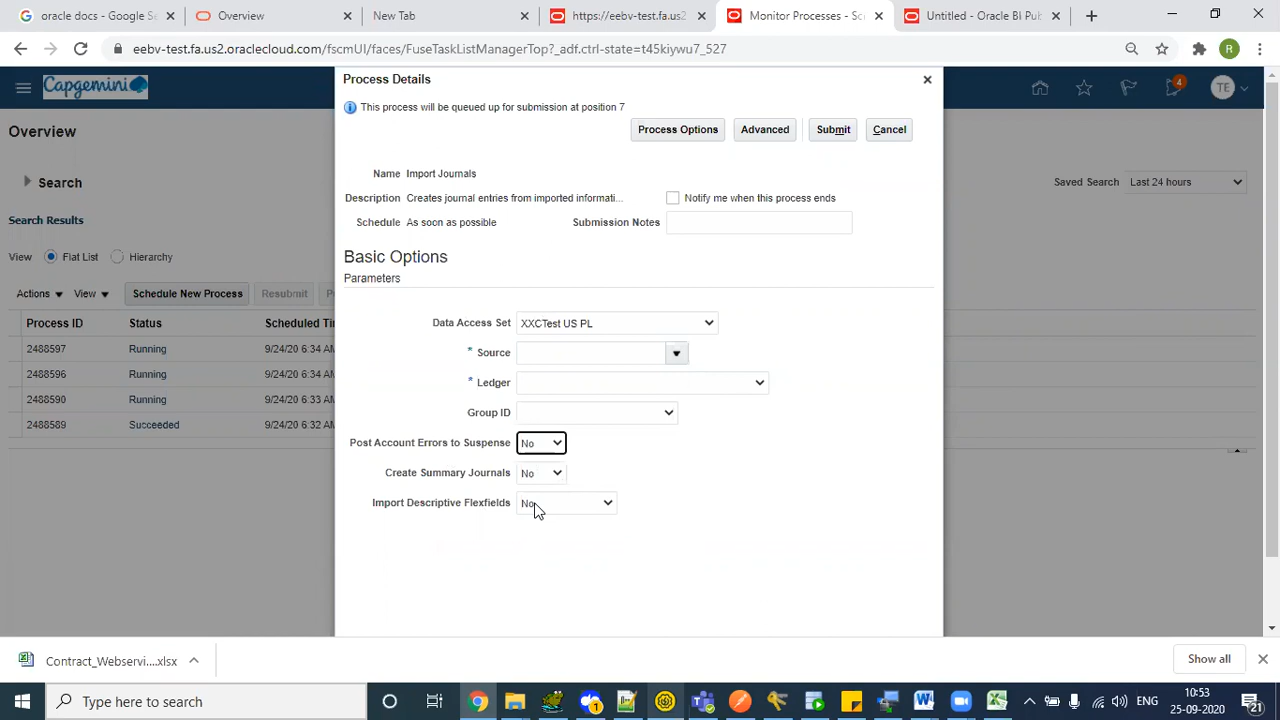 oracle docs - Google Se
Overview
New Tab
https://eebv-test.fa.us2
Monitor Processes - Sc
Untitled - Oracle BI Pub
eebv-test.fa.us2.oraclecloud.com/fscmUI/faces/FuseTaskListManagerTop?_adf.ctrl-state=t45kiywu7_527
R
Capgemini
4
TE
Overview
Search
Saved Search Last 24 hours
Search Results
View Flat List Hierarchy
Actions View Schedule New Process Resubmit
Process ID Status Scheduled Tim
2488597 Running 9/24/20 6:34 AM
2488596 Running 9/24/20 6:34 AM
2488590 Running 9/24/20 6:33 AM
2488589 Succeeded 9/24/20 6:32 AM
Process Details
This process will be queued up for submission at position 7
Process Options Advanced Submit Cancel
Name Import Journals
Description Creates journal entries from imported informati...
Notify me when this process ends
Schedule As soon as possible
Submission Notes
Basic Options
Parameters
Data Access Set XXCTest US PL
* Source
* Ledger
Group ID
Post Account Errors to Suspense No
Create Summary Journals No
Import Descriptive Flexfields No
Contract_Webservi....xlsx
Show all
Type here to search
1
ENG
10:53
25-09-2020
21